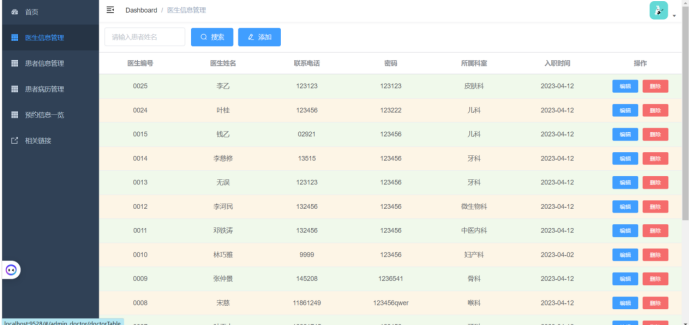 首页
医生信息管理
患者信息管理
患者病历管理
预约信息一览
相关链接
Dashboard / 医生信息管理
请输入患者姓名 搜索 添加
医生编号 医生姓名 联系电话 密码 所属科室 入职时间 操作
0025 李乙 123123 123123 皮肤科 2023-04-12 编辑 删除
0024 叶桂 123456 123222 儿科 2023-04-12 编辑 删除
0015 钱乙 02921 123456 儿科 2023-04-12 编辑 删除
0014 13515 123456 牙科 2023-04-12 编辑 删除
0013 无误 123123 123456 牙科 2023-04-12 编辑 删除
0012 李河民 132456 123456 微生物科 2023-04-12 编辑 删除
0011 邓铁涛 132456 123456 中医内科 2023-04-12 编辑 删除
0010 林巧雅 9999 123456 妇产科 2023-04-02 编辑 删除
0009 张仲景 145208 1236541 骨科 2023-04-12 编辑 删除
0008 宋慈 11861249 123456qwer 喉科 2023-04-12 编辑 删除
localhost:9528/#/admin_doctor/doctorTable